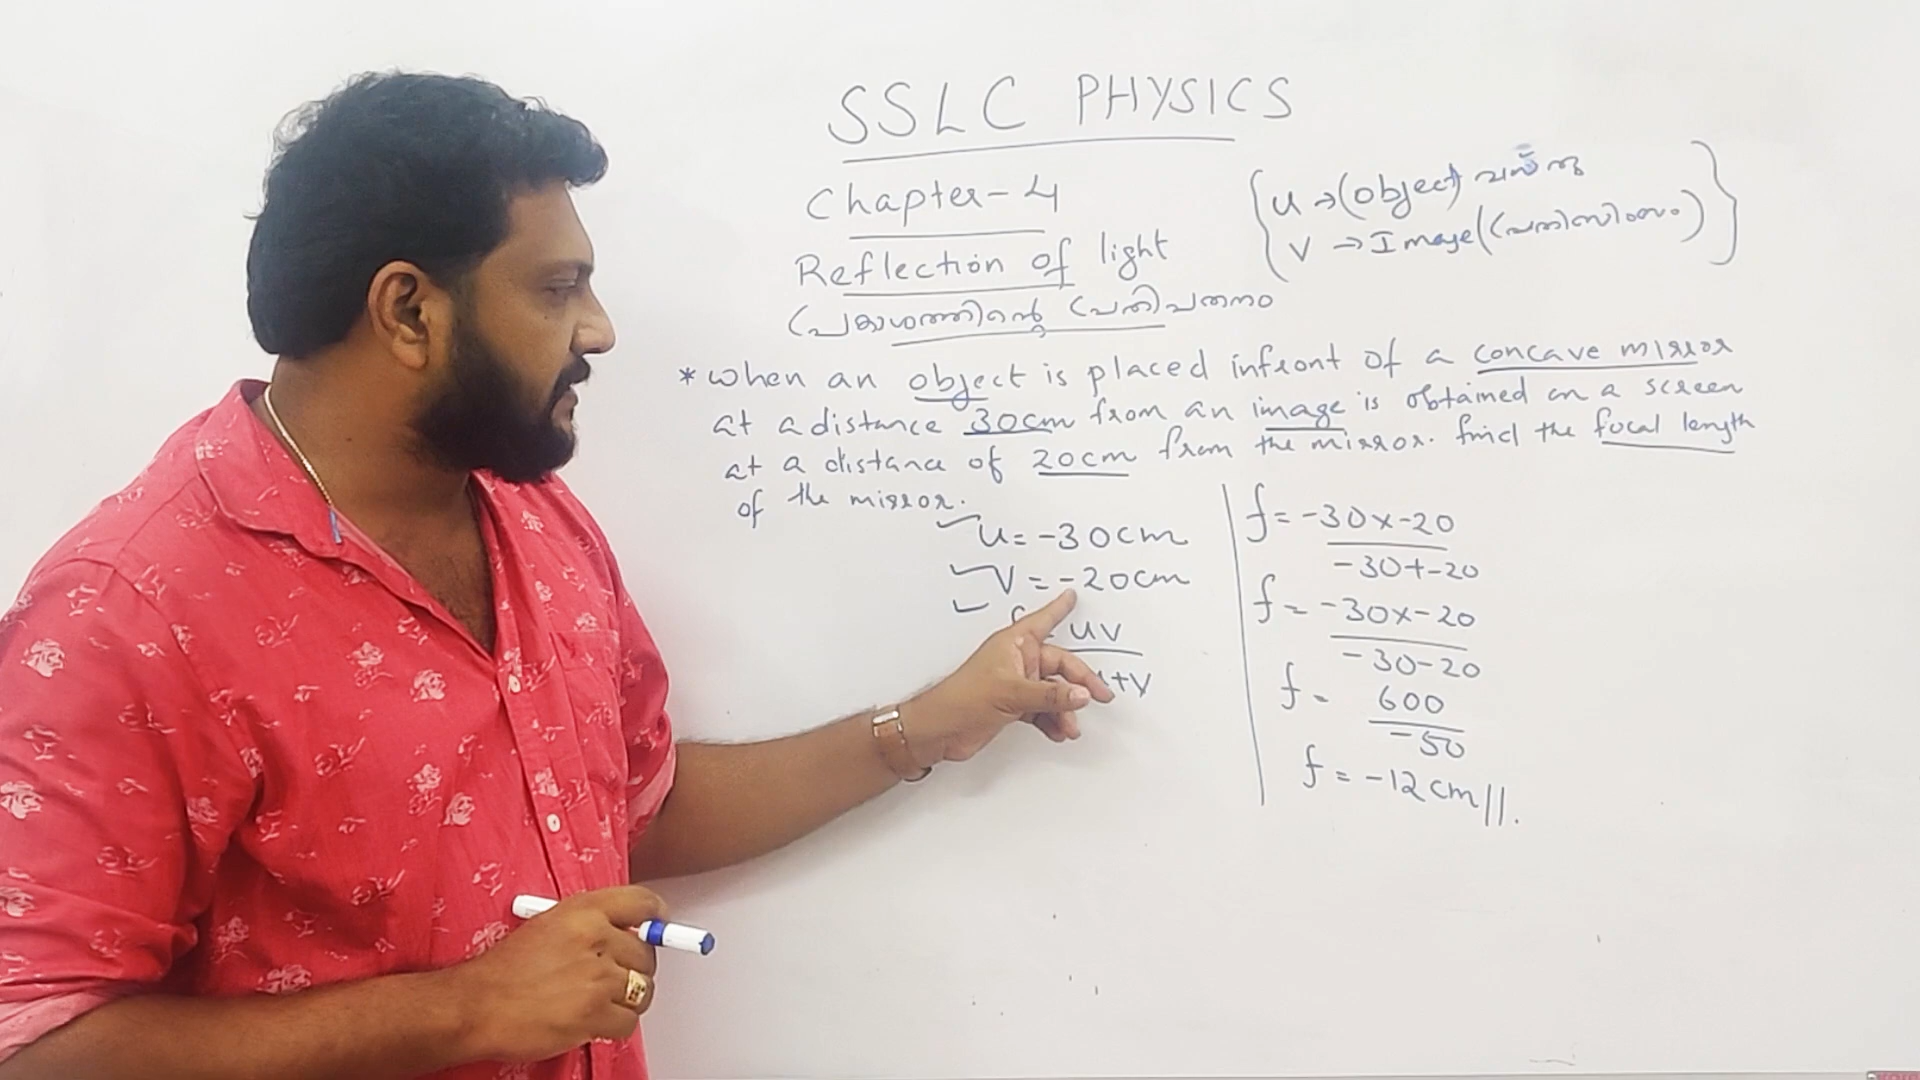 SSLC PHYSICS
Chapter-4
Reflection of light
(പ്രകാശത്തിന്റെ പ്രതിപതനം
{ u → (object) വസ്തു
v → Image (പ്രതിബിംബം) }
* When an object is placed infront of a concave mirror
at a distance 30cm from an image is obtained on a screen
at a distance of 20cm from the mirror. find the focal length
of the mirror.
u = -30cm
v = -20cm
uv
u+v
f = -30x-20
-30+-20
f = -30x-20
-30-20
f = 600
-50
f = -12cm//.